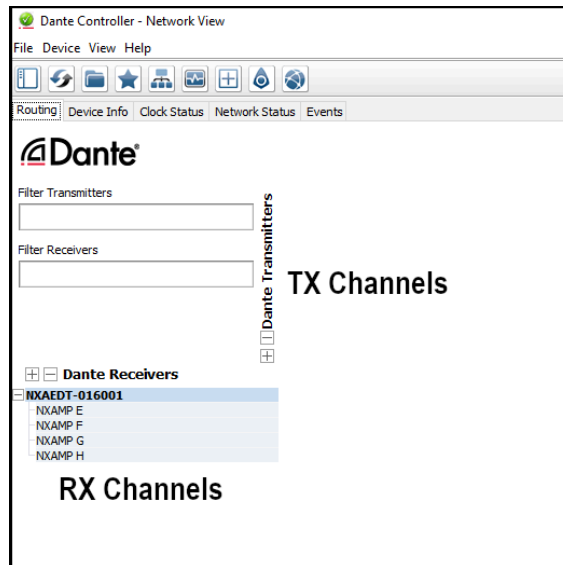 Dante Controller - Network View
File Device View Help
Routing Device Info Clock Status Network Status Events
Dante®
Filter Transmitters
Filter Receivers
Dante Transmitters
TX Channels
Dante Receivers
NXAEDT-016001
NXAMP E
NXAMP F
NXAMP G
NXAMP H
RX Channels